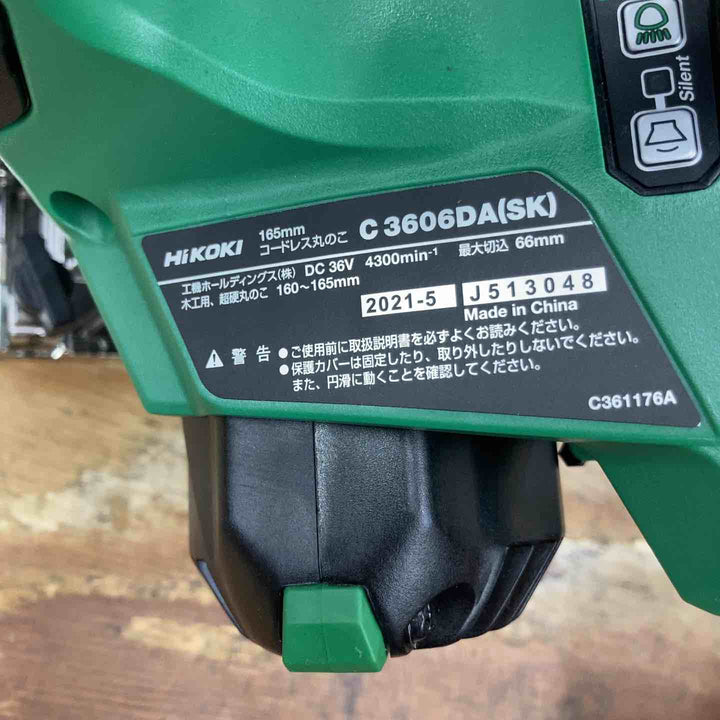 Silent
HiKOKI 165mm コードレス丸のこ C 3606DA(SK)
工機ホールディングス(株) DC 36V 4300min-1 最大切込 66mm
木工用、超硬丸のこ 160～165mm
2021-5 J513048
Made in China
警告 ●ご使用前に取扱説明書を必ずよくお読みください。
●保護カバーは固定したり、取り外したりしないでください。
また、円滑に動くことを確認してください。
C361176A